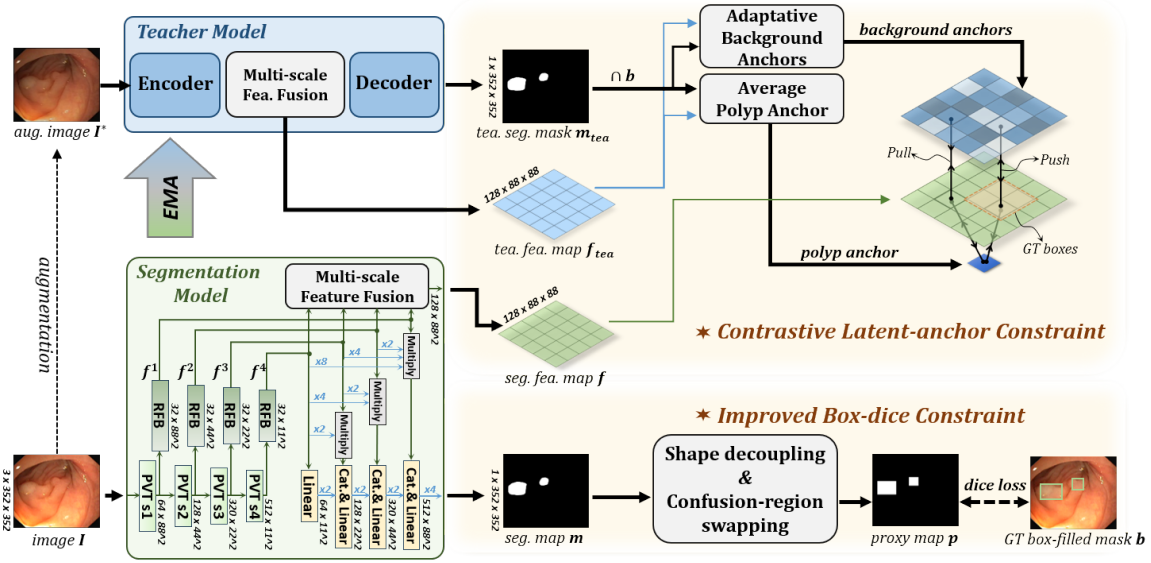 Teacher Model
Encoder
Multi-scale
Fea. Fusion
Decoder
aug. image I*
1 x 352 x 352
tea. seg. mask m_tea
∩ b
Adaptative
Background
Anchors
Average
Polyp Anchor
background anchors
Pull
Push
GT boxes
polyp anchor
128 x 88 x 88
tea. fea. map f_tea
EMA
augmentation
Segmentation
Model
Multi-scale
Feature Fusion
128 x 88^2
128 x 88 x 88
seg. fea. map f
✶ Contrastive Latent-anchor Constraint
f^1
f^2
f^3
f^4
RFB
32 x 88^2
RFB
32 x 44^2
RFB
32 x 22^2
RFB
32 x 11^2
x2
x4
x8
Multiply
x2
x4
Multiply
x2
Multiply
PVT s1
64 x 88^2
PVT s2
128 x 44^2
PVT s3
320 x 22^2
PVT s4
512 x 11^2
Linear
x2
64 x 11^2
Cat.& Linear
x2
128 x 22^2
Cat.& Linear
x2
320 x 44^2
Cat.& Linear
x4
512 x 88^2
3 x 352 x 352
image I
1 x 352 x 352
seg. map m
✶ Improved Box-dice Constraint
Shape decoupling
&
Confusion-region
swapping
proxy map p
dice loss
GT box-filled mask b